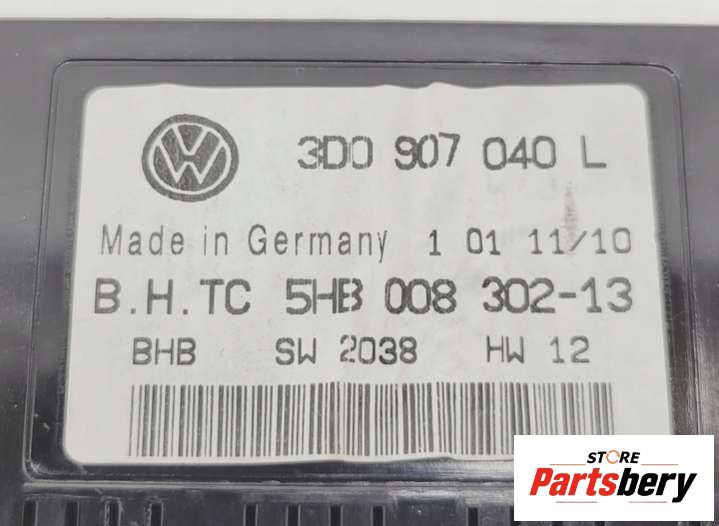 3D0 907 040 L
Made in Germany 1 01 11/10
B.H.TC 5HB 008 302-13
BHB SW 2038 HW 12
STORE
Partsbery